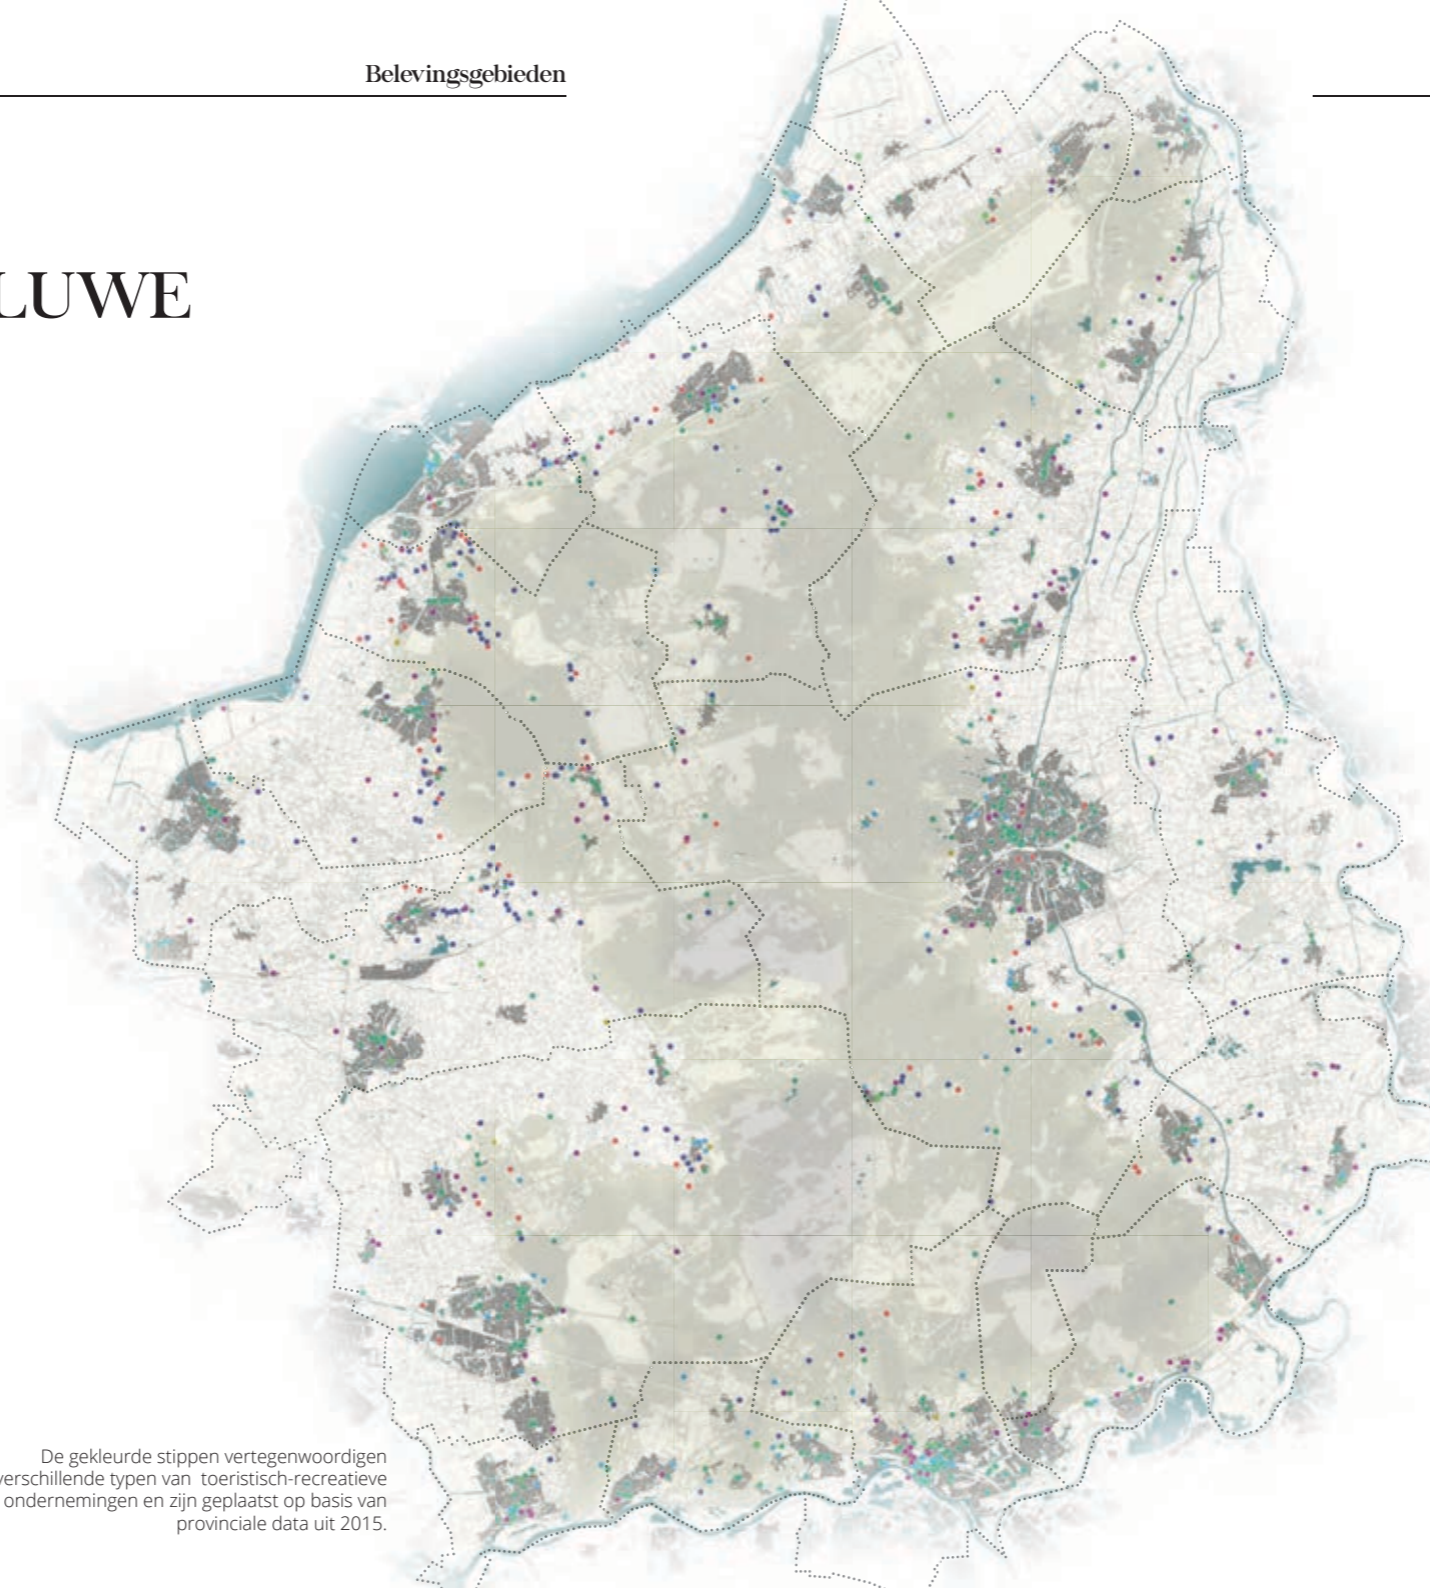 Belevingsgebieden
LUWE
De gekleurde stippen vertegenwoordigen
verschillende typen van toeristisch-recreatieve
ondernemingen en zijn geplaatst op basis van
provinciale data uit 2015.